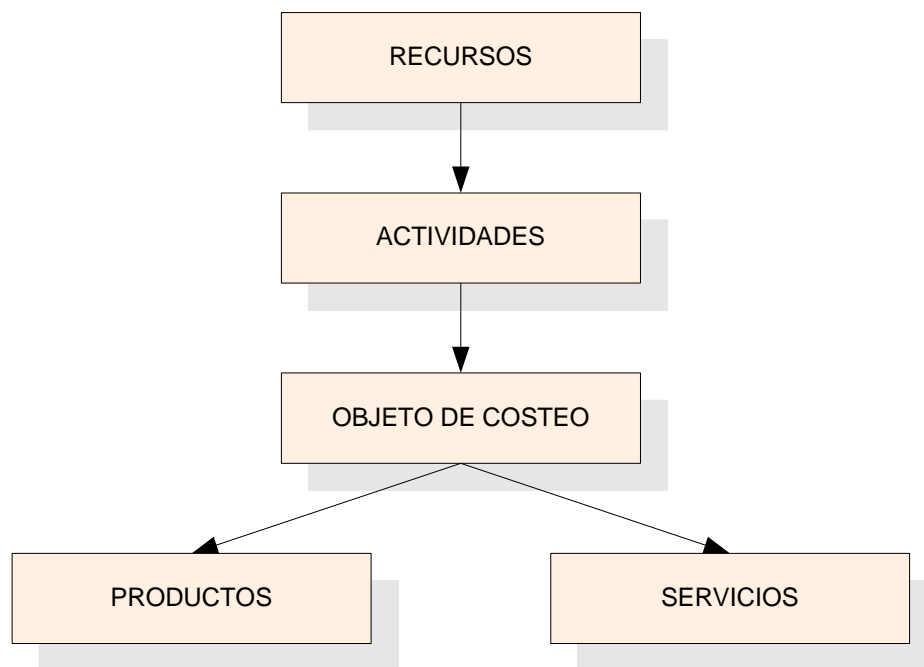 RECURSOS
ACTIVIDADES
OBJETO DE COSTEO
PRODUCTOS
SERVICIOS